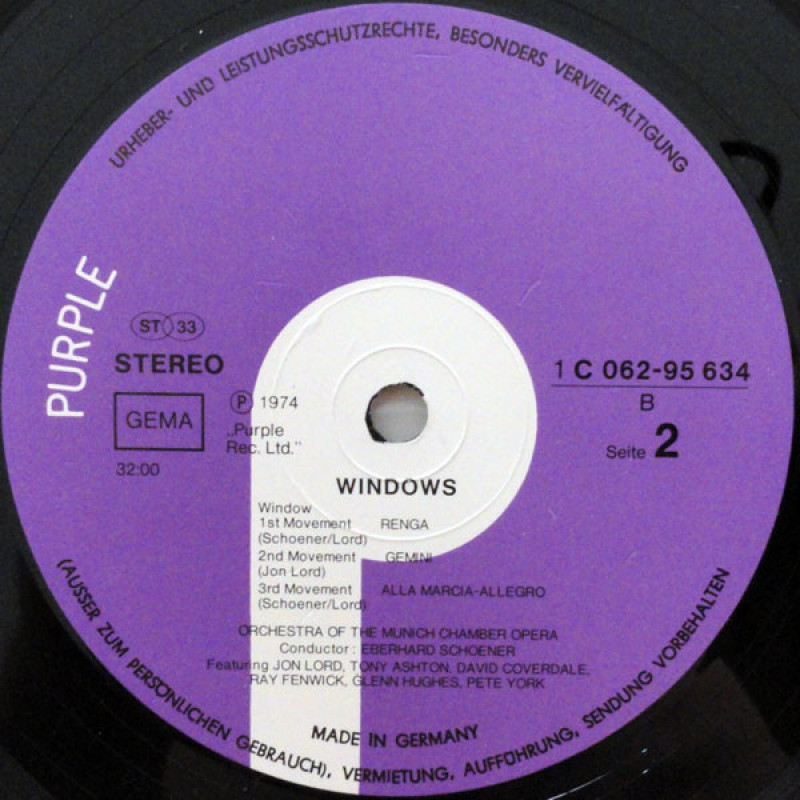 URHEBER- UND LEISTUNGSSCHUTZRECHTE, BESONDERS VERVIELFÄLTIGUNG
PURPLE
ST 33
STEREO
GEMA
32:00
Ⓟ 1974
„Purple
Rec. Ltd."
1 C 062-95 634
B
Seite 2
WINDOWS
Window
1st Movement RENGA
(Schoener/Lord)
2nd Movement GEMINI
(Jon Lord)
3rd Movement ALLA MARCIA-ALLEGRO
(Schoener/Lord)
ORCHESTRA OF THE MUNICH CHAMBER OPERA
Conductor: EBERHARD SCHOENER
Featuring JON LORD, TONY ASHTON, DAVID COVERDALE,
RAY FENWICK, GLENN HUGHES, PETE YORK
MADE IN GERMANY
(AUSSER ZUM PERSÖNLICHEN GEBRAUCH), VERMIETUNG, AUFFÜHRUNG, SENDUNG VORBEHALTEN